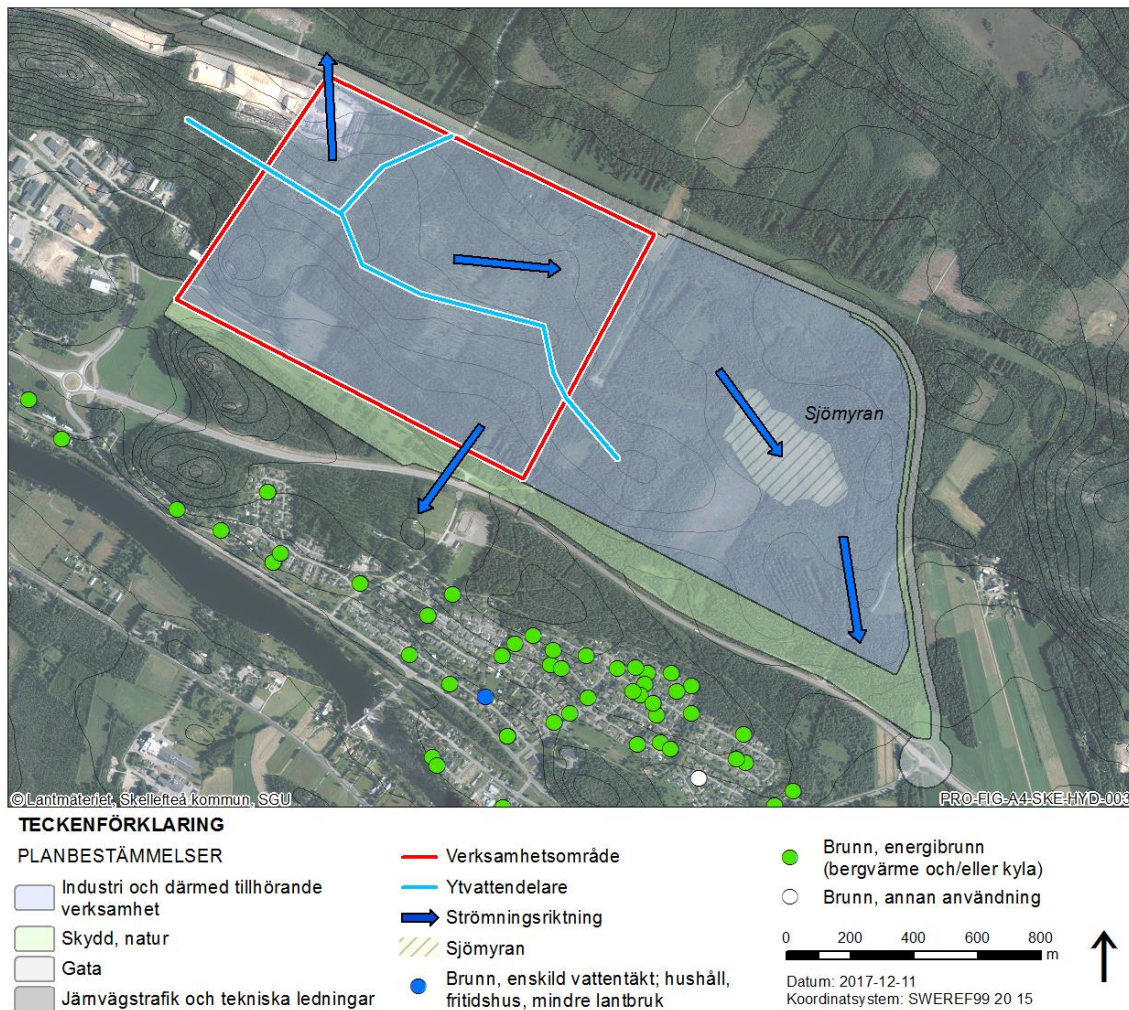 Sjömyran
© Lantmäteriet, Skellefteå kommun, SGU
PRO-FIG-A4-SKE-HYD-003
TECKENFÖRKLARING
PLANBESTÄMMELSER
Industri och därmed tillhörande
verksamhet
Skydd, natur
Gata
Järnvägstrafik och tekniska ledningar
Verksamhetsområde
Ytvattendelare
Strömningsriktning
Sjömyran
Brunn, enskild vattentäkt; hushåll,
fritidshus, mindre lantbruk
Brunn, energibrunn
(bergvärme och/eller kyla)
Brunn, annan användning
0 200 400 600 800
m
Datum: 2017-12-11
Koordinatsystem: SWEREF99 20 15